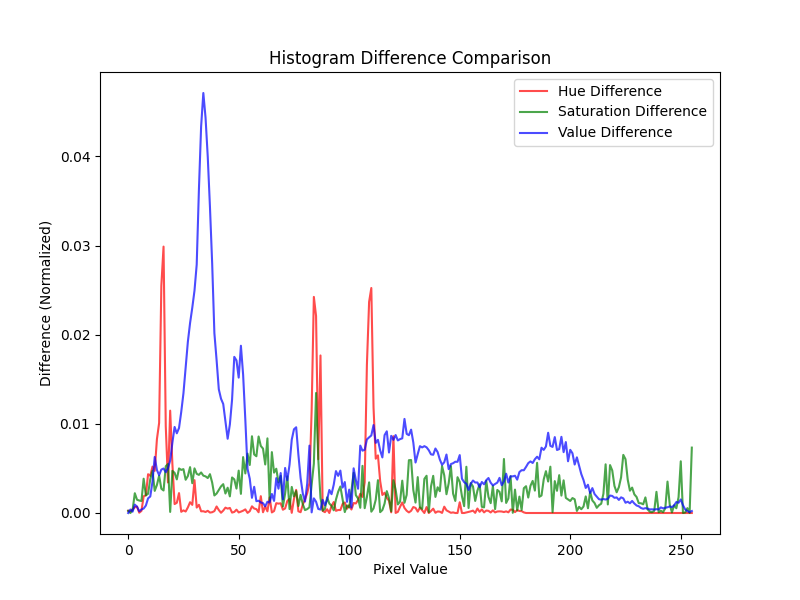 Histogram Difference Comparison
Hue Difference
Saturation Difference
Value Difference
Difference (Normalized)
0.04
0.03
0.02
0.01
0.00
0 50 100 150 200 250
Pixel Value